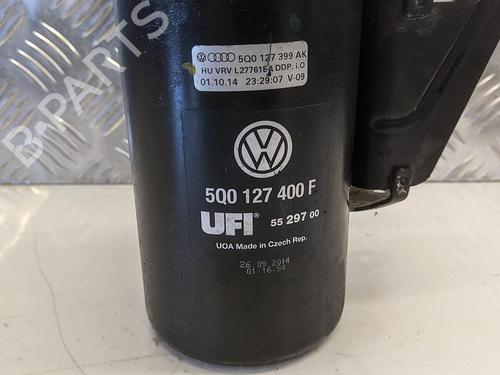 5Q0 127 399 AK
HU VRV L27761EA DDP. i.O
01.10.14 23:29:07 V-09
5Q0 127 400 F
UFI® 55 297 00
UOA Made in Czech Rep.
26.09.2014
01:16:54
B-PARTS